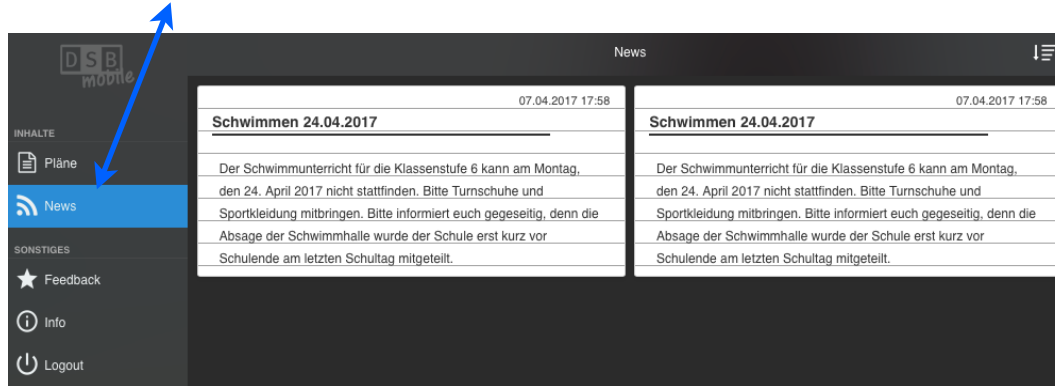 DSB
mobile
News
INHALTE
Pläne
News
SONSTIGES
Feedback
Info
Logout
07.04.2017 17:58
Schwimmen 24.04.2017
Der Schwimmunterricht für die Klassenstufe 6 kann am Montag,
den 24. April 2017 nicht stattfinden. Bitte Turnschuhe und
Sportkleidung mitbringen. Bitte informiert euch gegeseitig, denn die
Absage der Schwimmhalle wurde der Schule erst kurz vor
Schulende am letzten Schultag mitgeteilt.
07.04.2017 17:58
Schwimmen 24.04.2017
Der Schwimmunterricht für die Klassenstufe 6 kann am Montag,
den 24. April 2017 nicht stattfinden. Bitte Turnschuhe und
Sportkleidung mitbringen. Bitte informiert euch gegeseitig, denn die
Absage der Schwimmhalle wurde der Schule erst kurz vor
Schulende am letzten Schultag mitgeteilt.